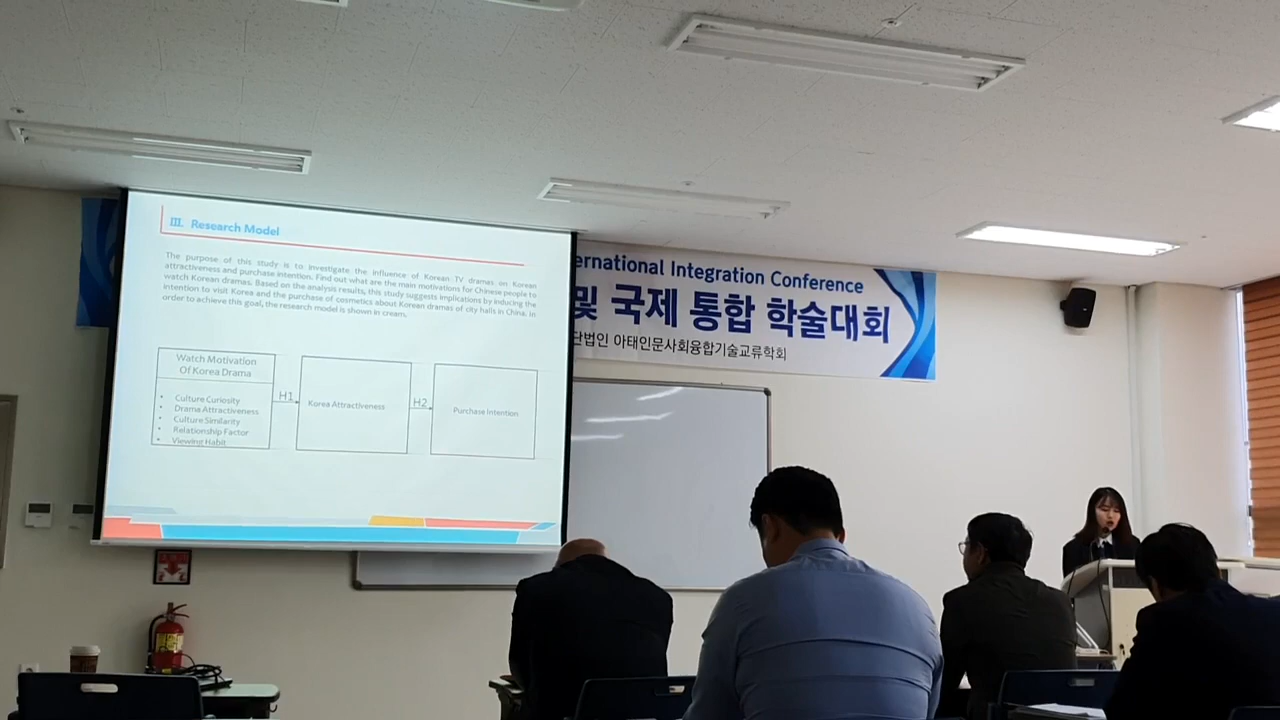 III. Research Model
The purpose of this study is to investigate the influence of Korean TV dramas on Korean
attractiveness and purchase intention. Find out what are the main motivations for Chinese people to
watch Korean dramas. Based on the analysis results, this study suggests implications by inducing the
intention to visit Korea and the purchase of cosmetics about Korean dramas of city halls in China. In
order to achieve this goal, the research model is shown in cream.
Watch Motivation
Of Korea Drama
• Culture Curiosity
• Drama Attractiveness
• Culture Similarity
• Relationship Factor
• Viewing Habit
H1
Korea Attractiveness
H2
Purchase Intention
ernational Integration Conference
및 국제 통합 학술대회
단법인 아태인문사회융합기술교류학회